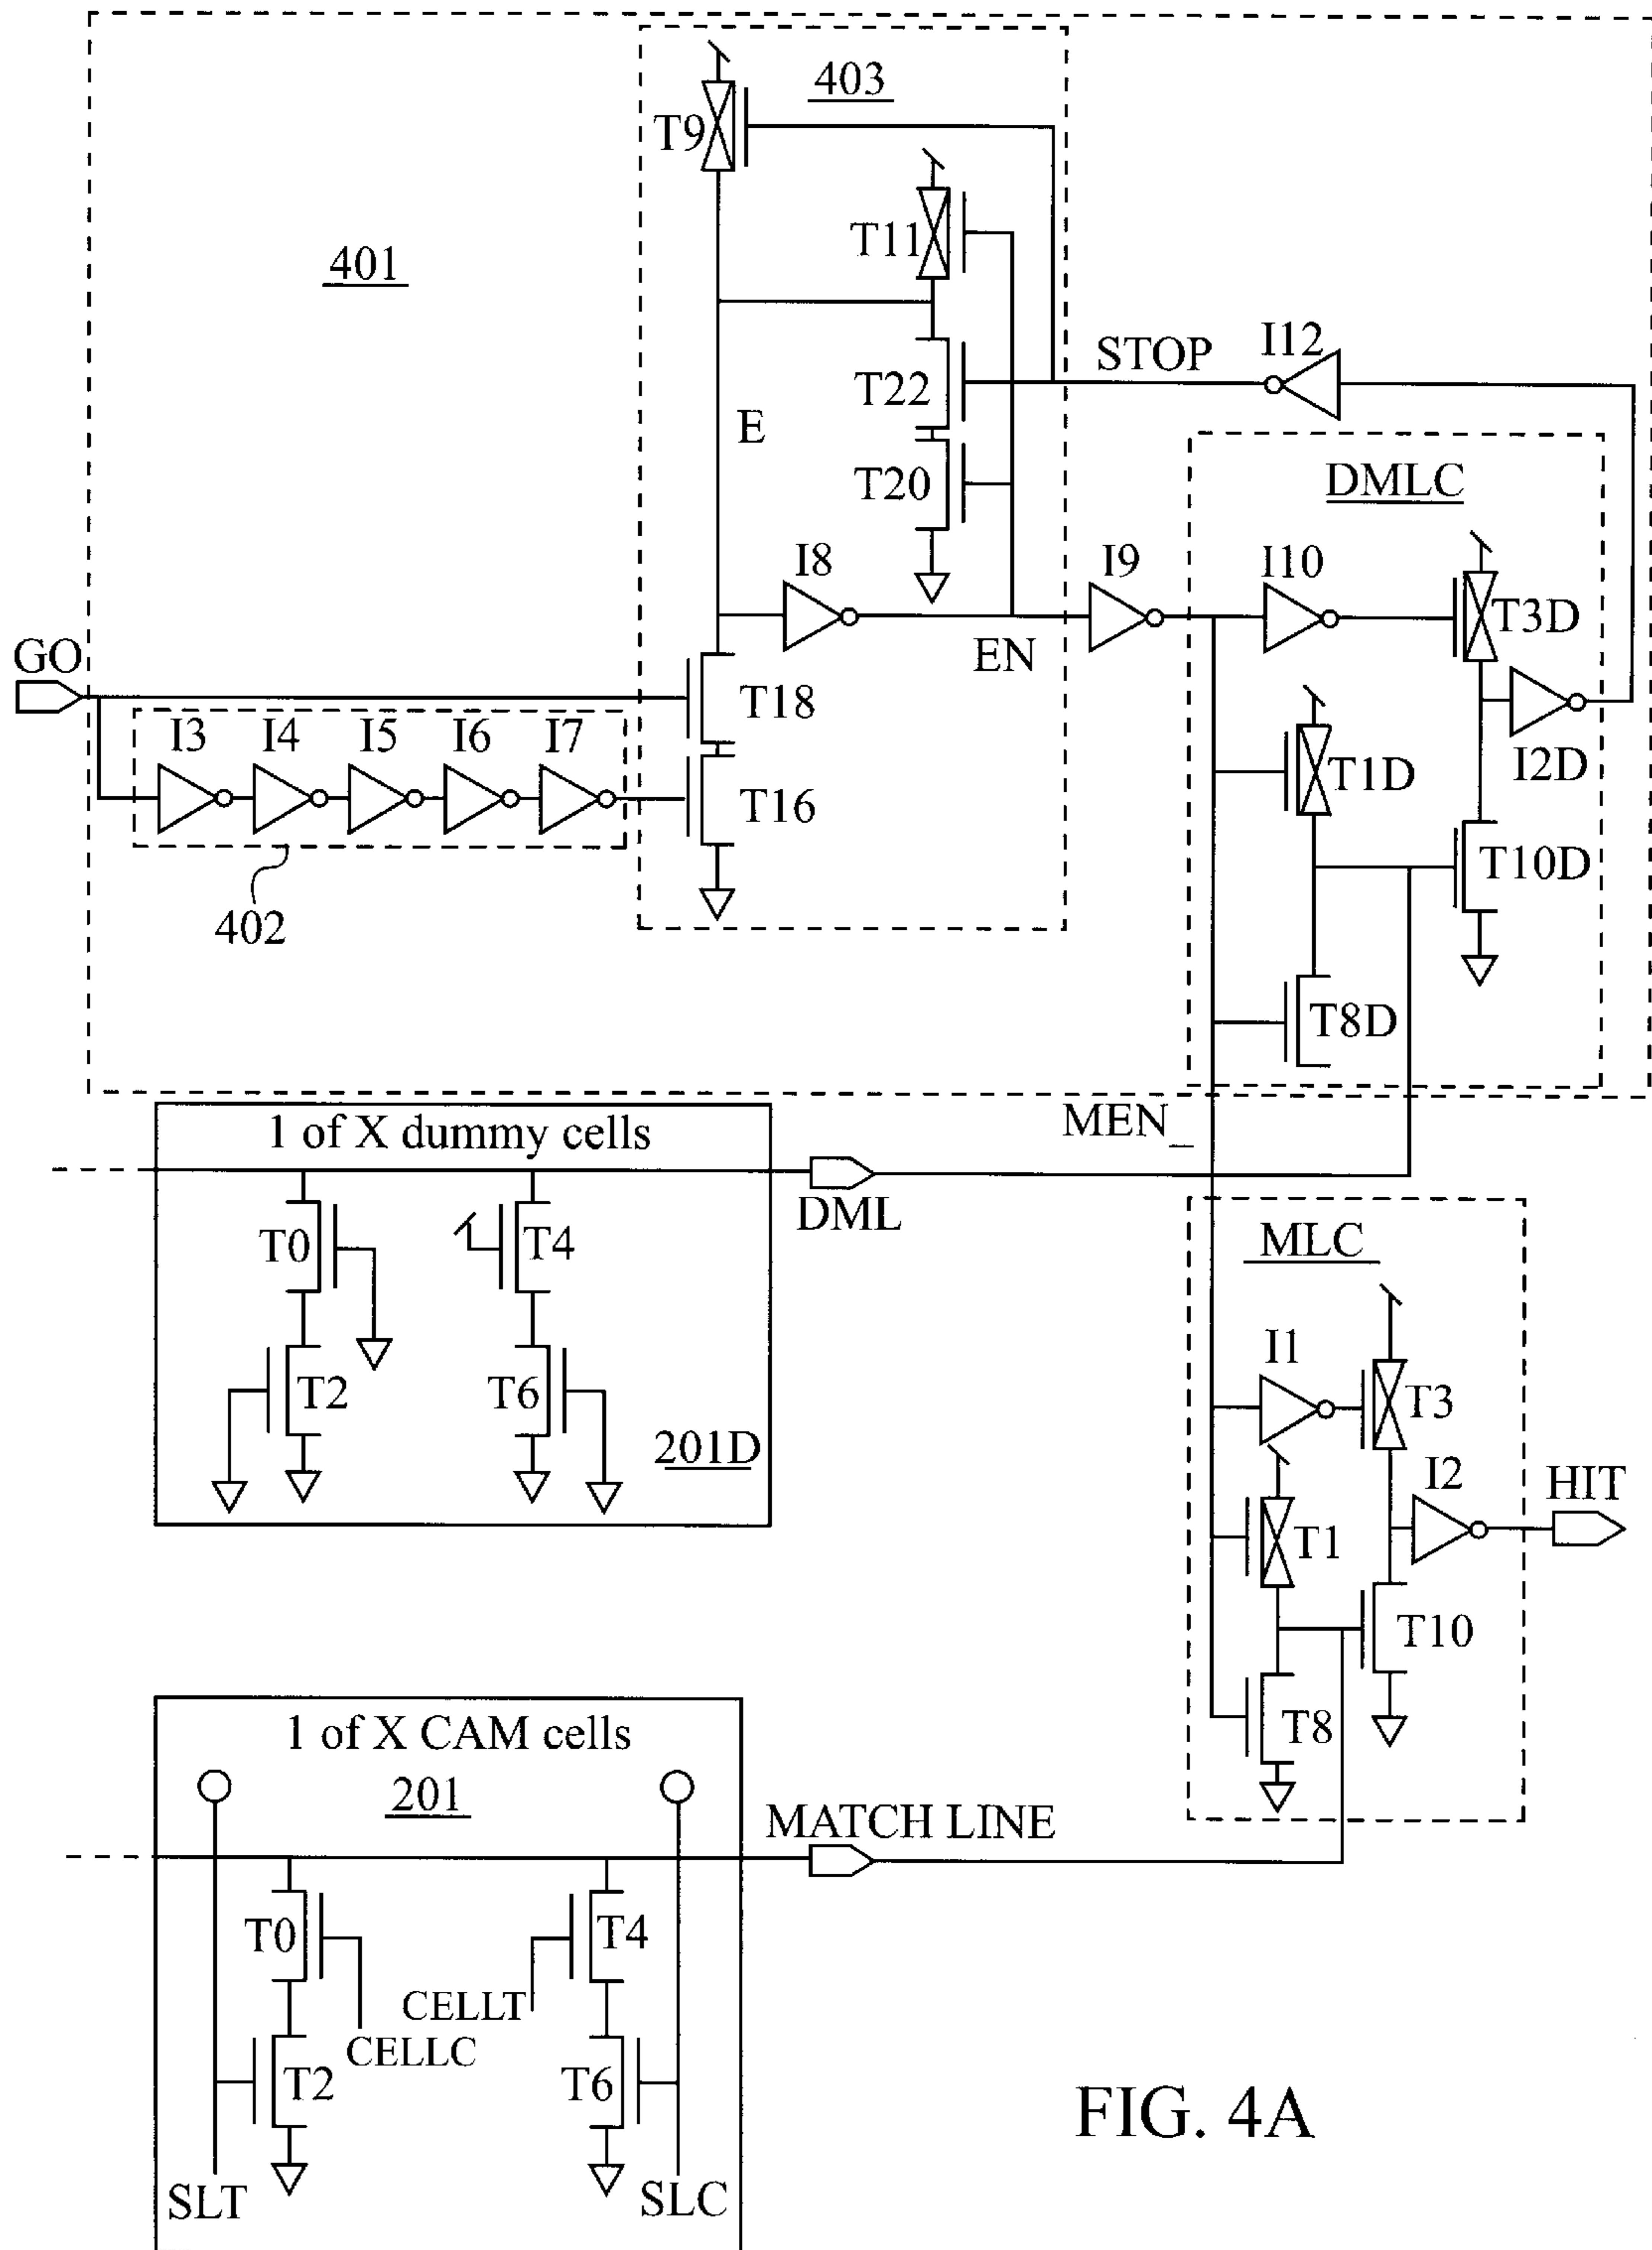 403
T9
401
T11
STOP
I12
T22
E
T20
DMLC
I8
I9
I10
T3D
EN
GO
T18
I3
I4
I5
I6
I7
T1D
I2D
T16
T10D
402
T8D
1 of X dummy cells
MEN_
DML
T0
T4
MLC
T2
T6
I1
T3
201D
I2
HIT
T1
T10
1 of X CAM cells
T8
201
MATCH LINE
T0
T4
CELLT
CELLC
T2
T6
FIG. 4A
SLT
SLC